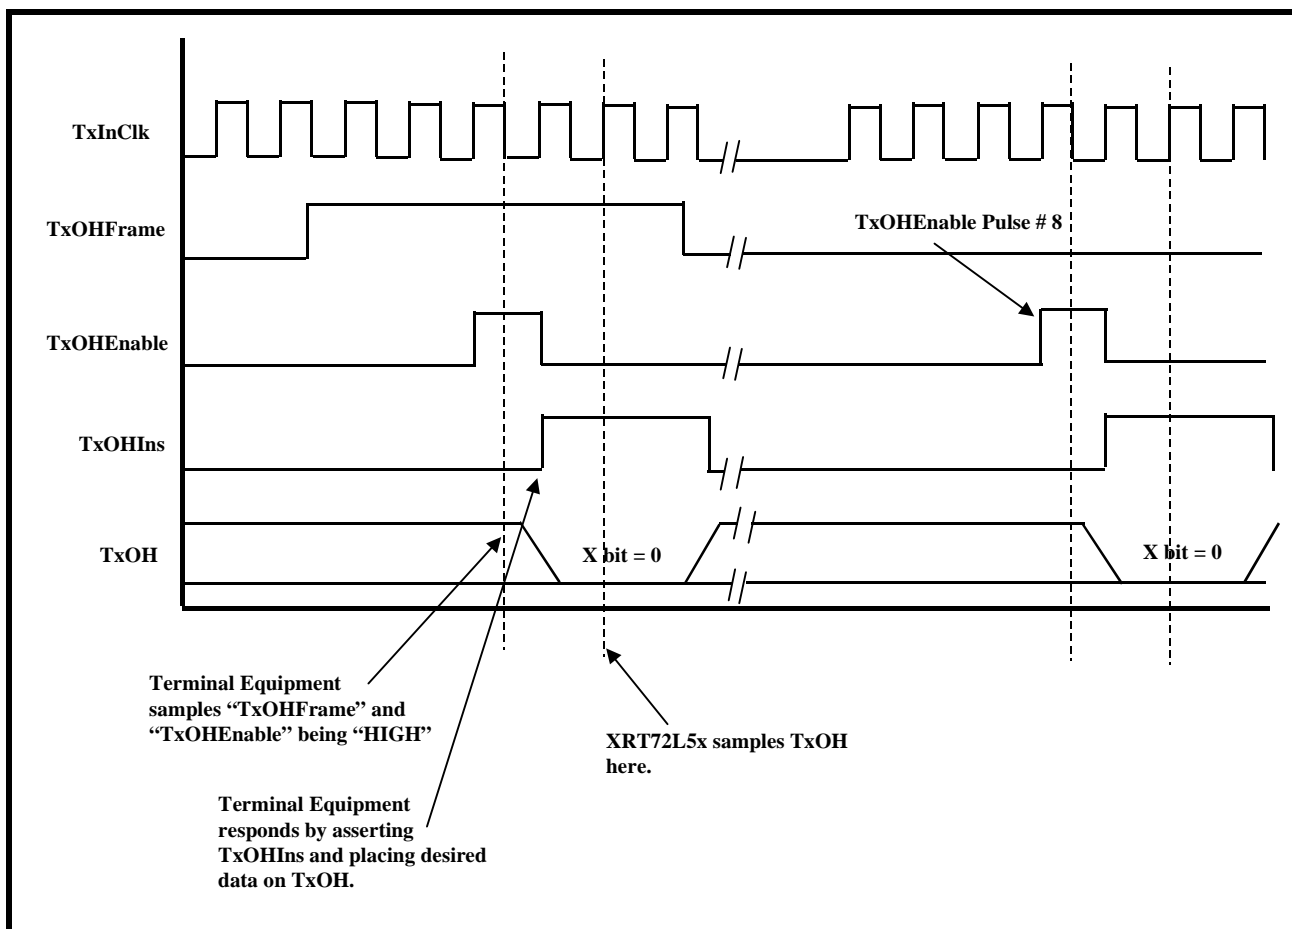 TxInClk
TxOHFrame
TxOHEnable Pulse # 8
TxOHEnable
TxOHIns
TxOH
X bit = 0
X bit = 0
Terminal Equipment
samples “TxOHFrame” and
“TxOHEnable” being “HIGH”
XRT72L5x samples TxOH
here.
Terminal Equipment
responds by asserting
TxOHIns and placing desired
data on TxOH.